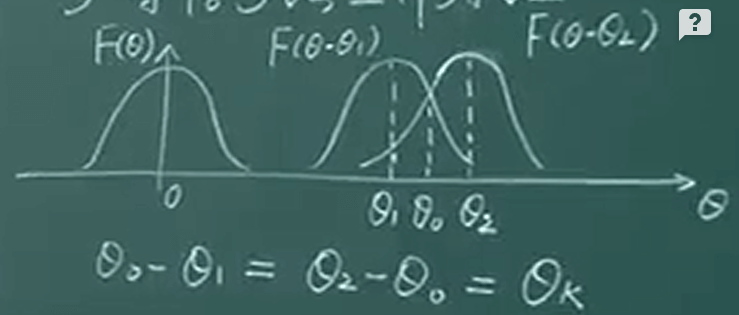 F(θ) F(θ-θ₁) F(θ-θ₂)
0 θ₁ θ₀ θ₂ θ
θ₀-θ₁ = θ₂-θ₀ = θₖ